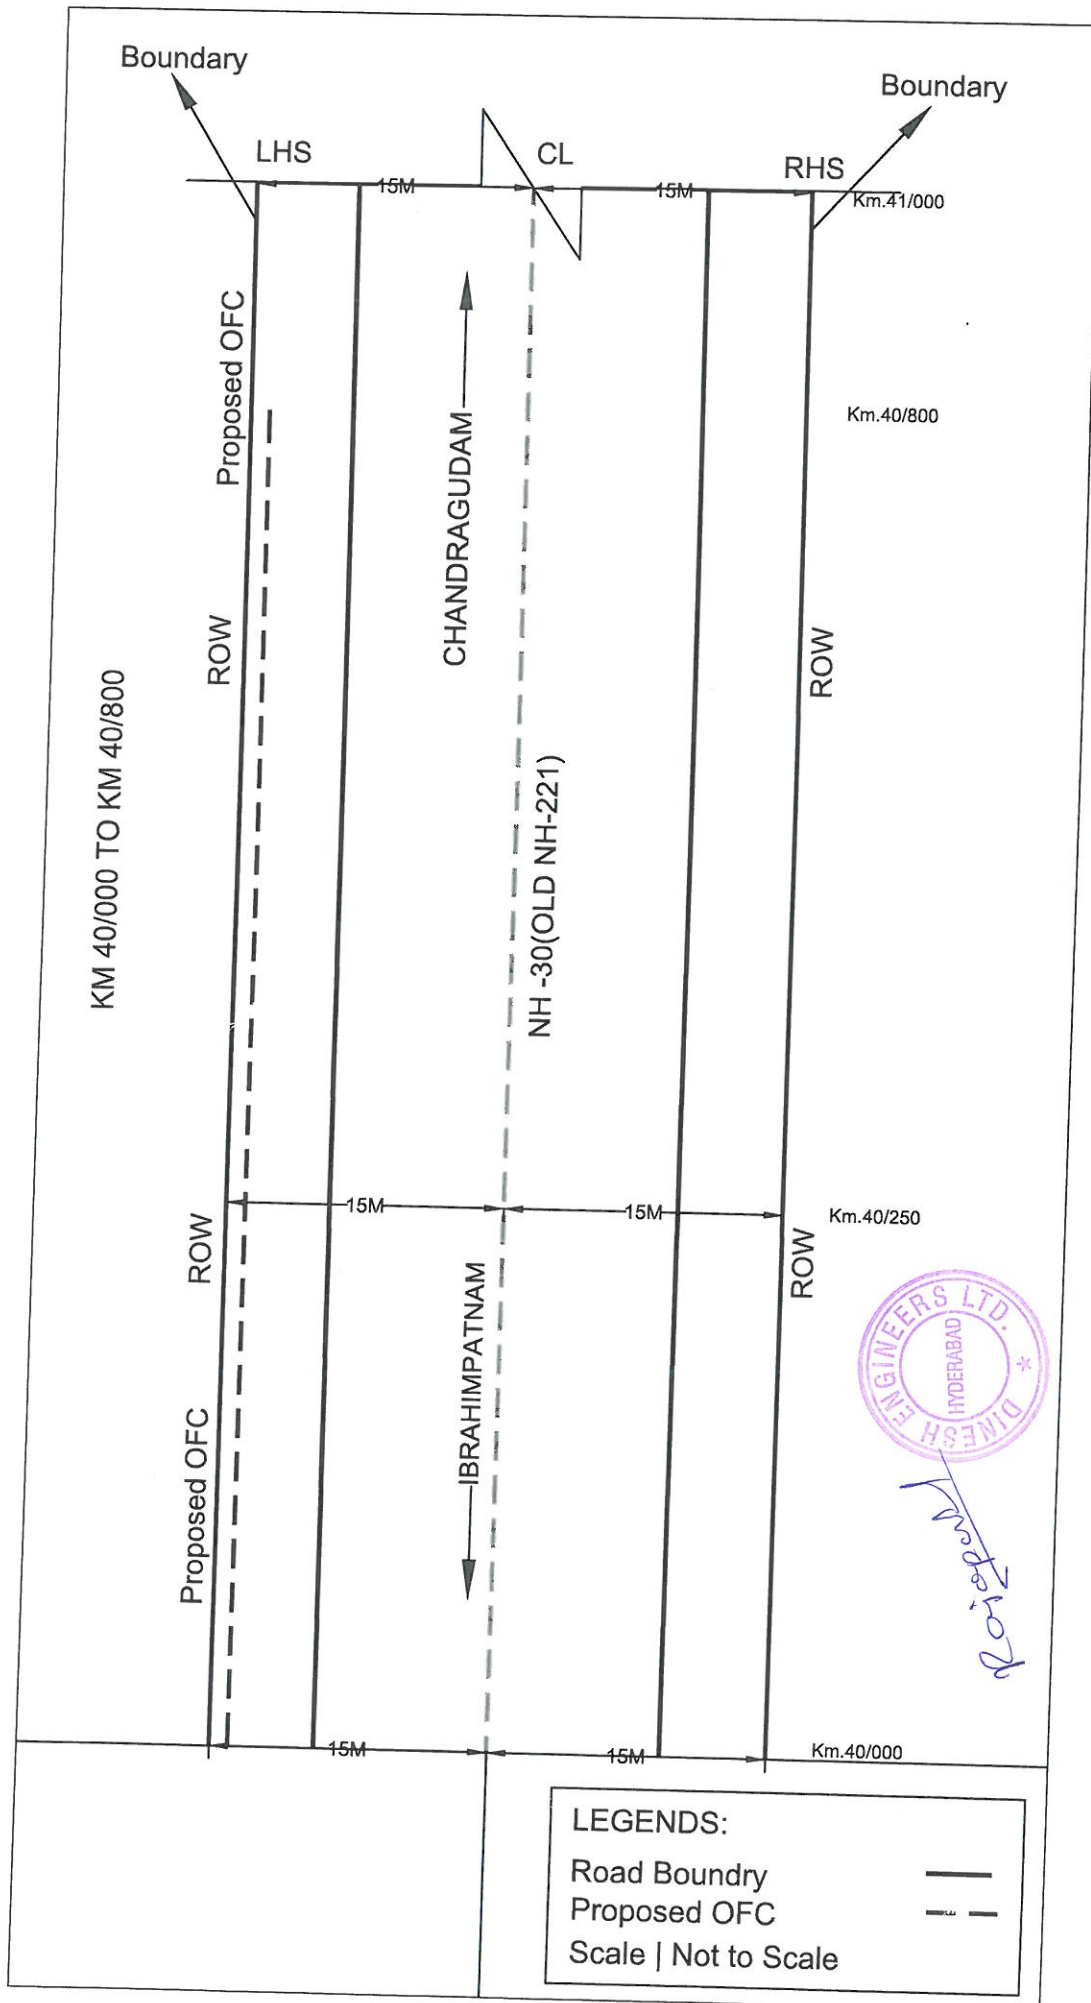 Boundary
Boundary
LHS
CL
RHS
15M
15M
Km.41/000
Proposed OFC
CHANDRAGUDAM
Km.40/800
ROW
ROW
KM 40/000 TO KM 40/800
NH -30(OLD NH-221)
15M
15M
Km.40/250
ROW
ROW
IBRAHIMPATNAM
Proposed OFC
DINESH ENGINEERS LTD.
HYDERABAD
15M
15M
Km.40/000
LEGENDS:
Road Boundry
Proposed OFC
Scale | Not to Scale